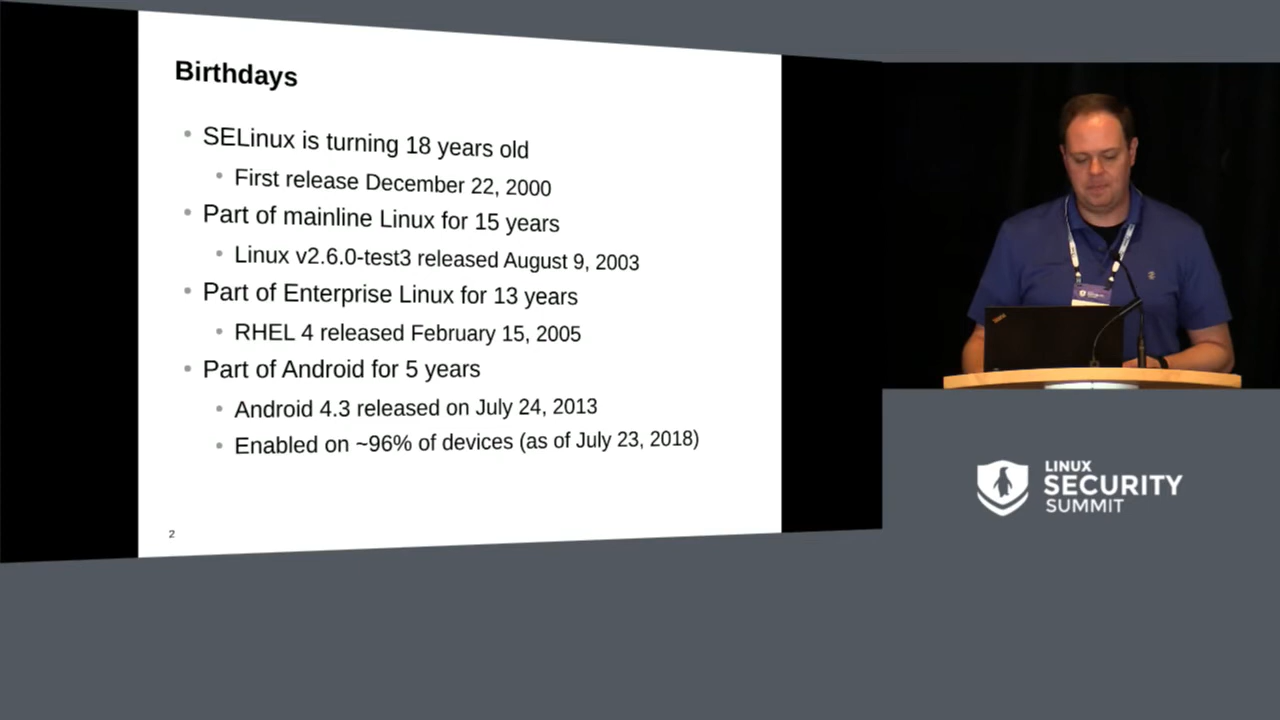 Birthdays
SELinux is turning 18 years old
First release December 22, 2000
Part of mainline Linux for 15 years
Linux v2.6.0-test3 released August 9, 2003
Part of Enterprise Linux for 13 years
RHEL 4 released February 15, 2005
Part of Android for 5 years
Android 4.3 released on July 24, 2013
Enabled on ~96% of devices (as of July 23, 2018)
2
LINUX
SECURITY
SUMMIT